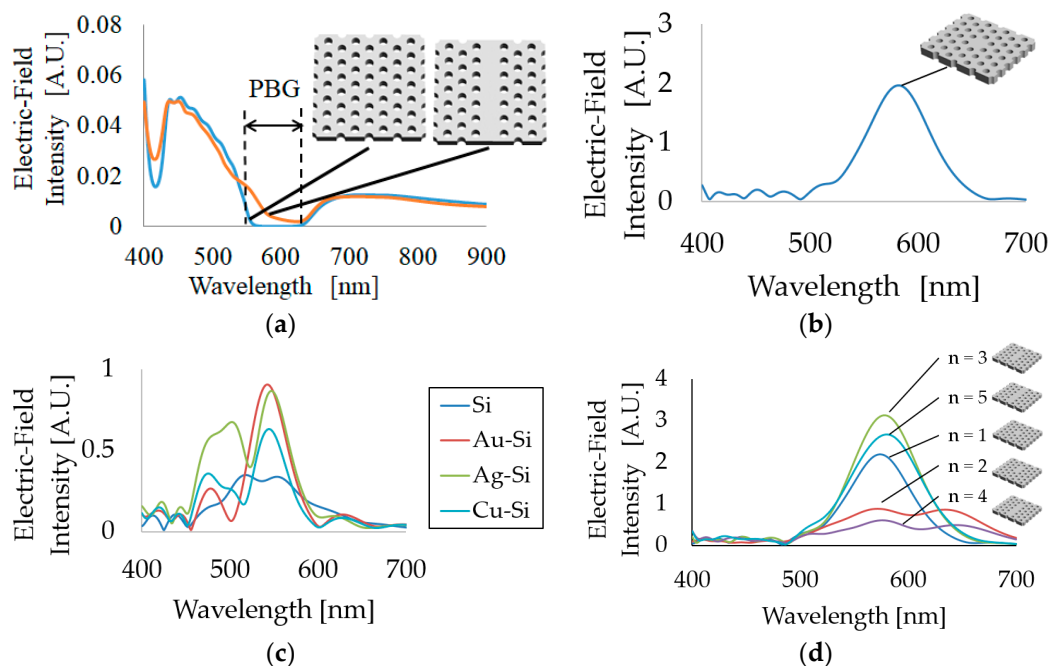 0.08
0.06
0.04
0.02
0
Electric-Field
Intensity [A.U.]
PBG
400 500 600 700 800 900
Wavelength [nm]
(a)
3
2
1
0
Electric-Field
Intensity [A.U.]
400 500 600 700
Wavelength [nm]
(b)
1
0.5
0
Electric-Field
Intensity [A.U.]
400 500 600 700
Wavelength [nm]
Si
Au-Si
Ag-Si
Cu-Si
(c)
4
3
2
1
0
Electric-Field
Intensity [A.U.]
n = 3
n = 5
n = 1
n = 2
n = 4
400 500 600 700
Wavelength [nm]
(d)